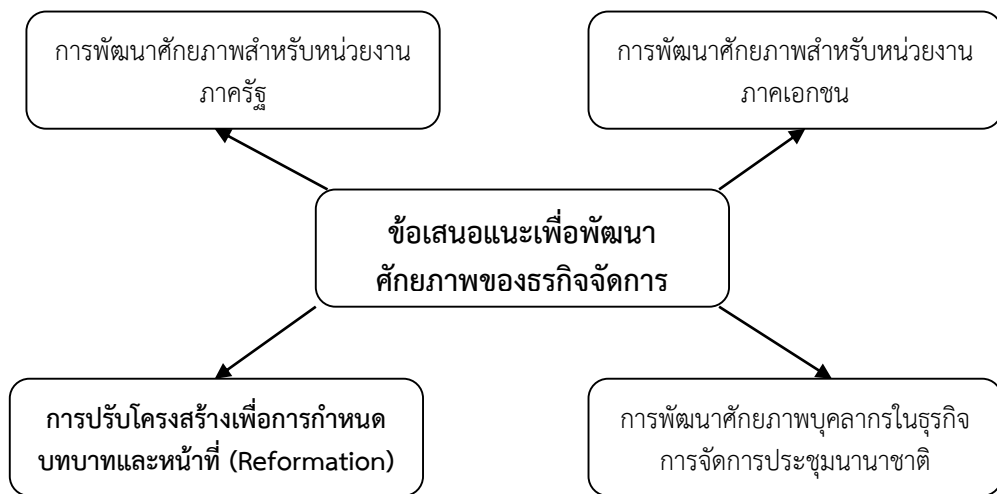 การพัฒนาศักยภาพสำหรับหน่วยงาน
ภาครัฐ
การพัฒนาศักยภาพสำหรับหน่วยงาน
ภาคเอกชน
ข้อเสนอแนะเพื่อพัฒนา
ศักยภาพของธรกิจจัดการ
การปรับโครงสร้างเพื่อการกำหนด
บทบาทและหน้าที่ (Reformation)
การพัฒนาศักยภาพบุคลากรในธุรกิจ
การจัดการประชุมนานาชาติ